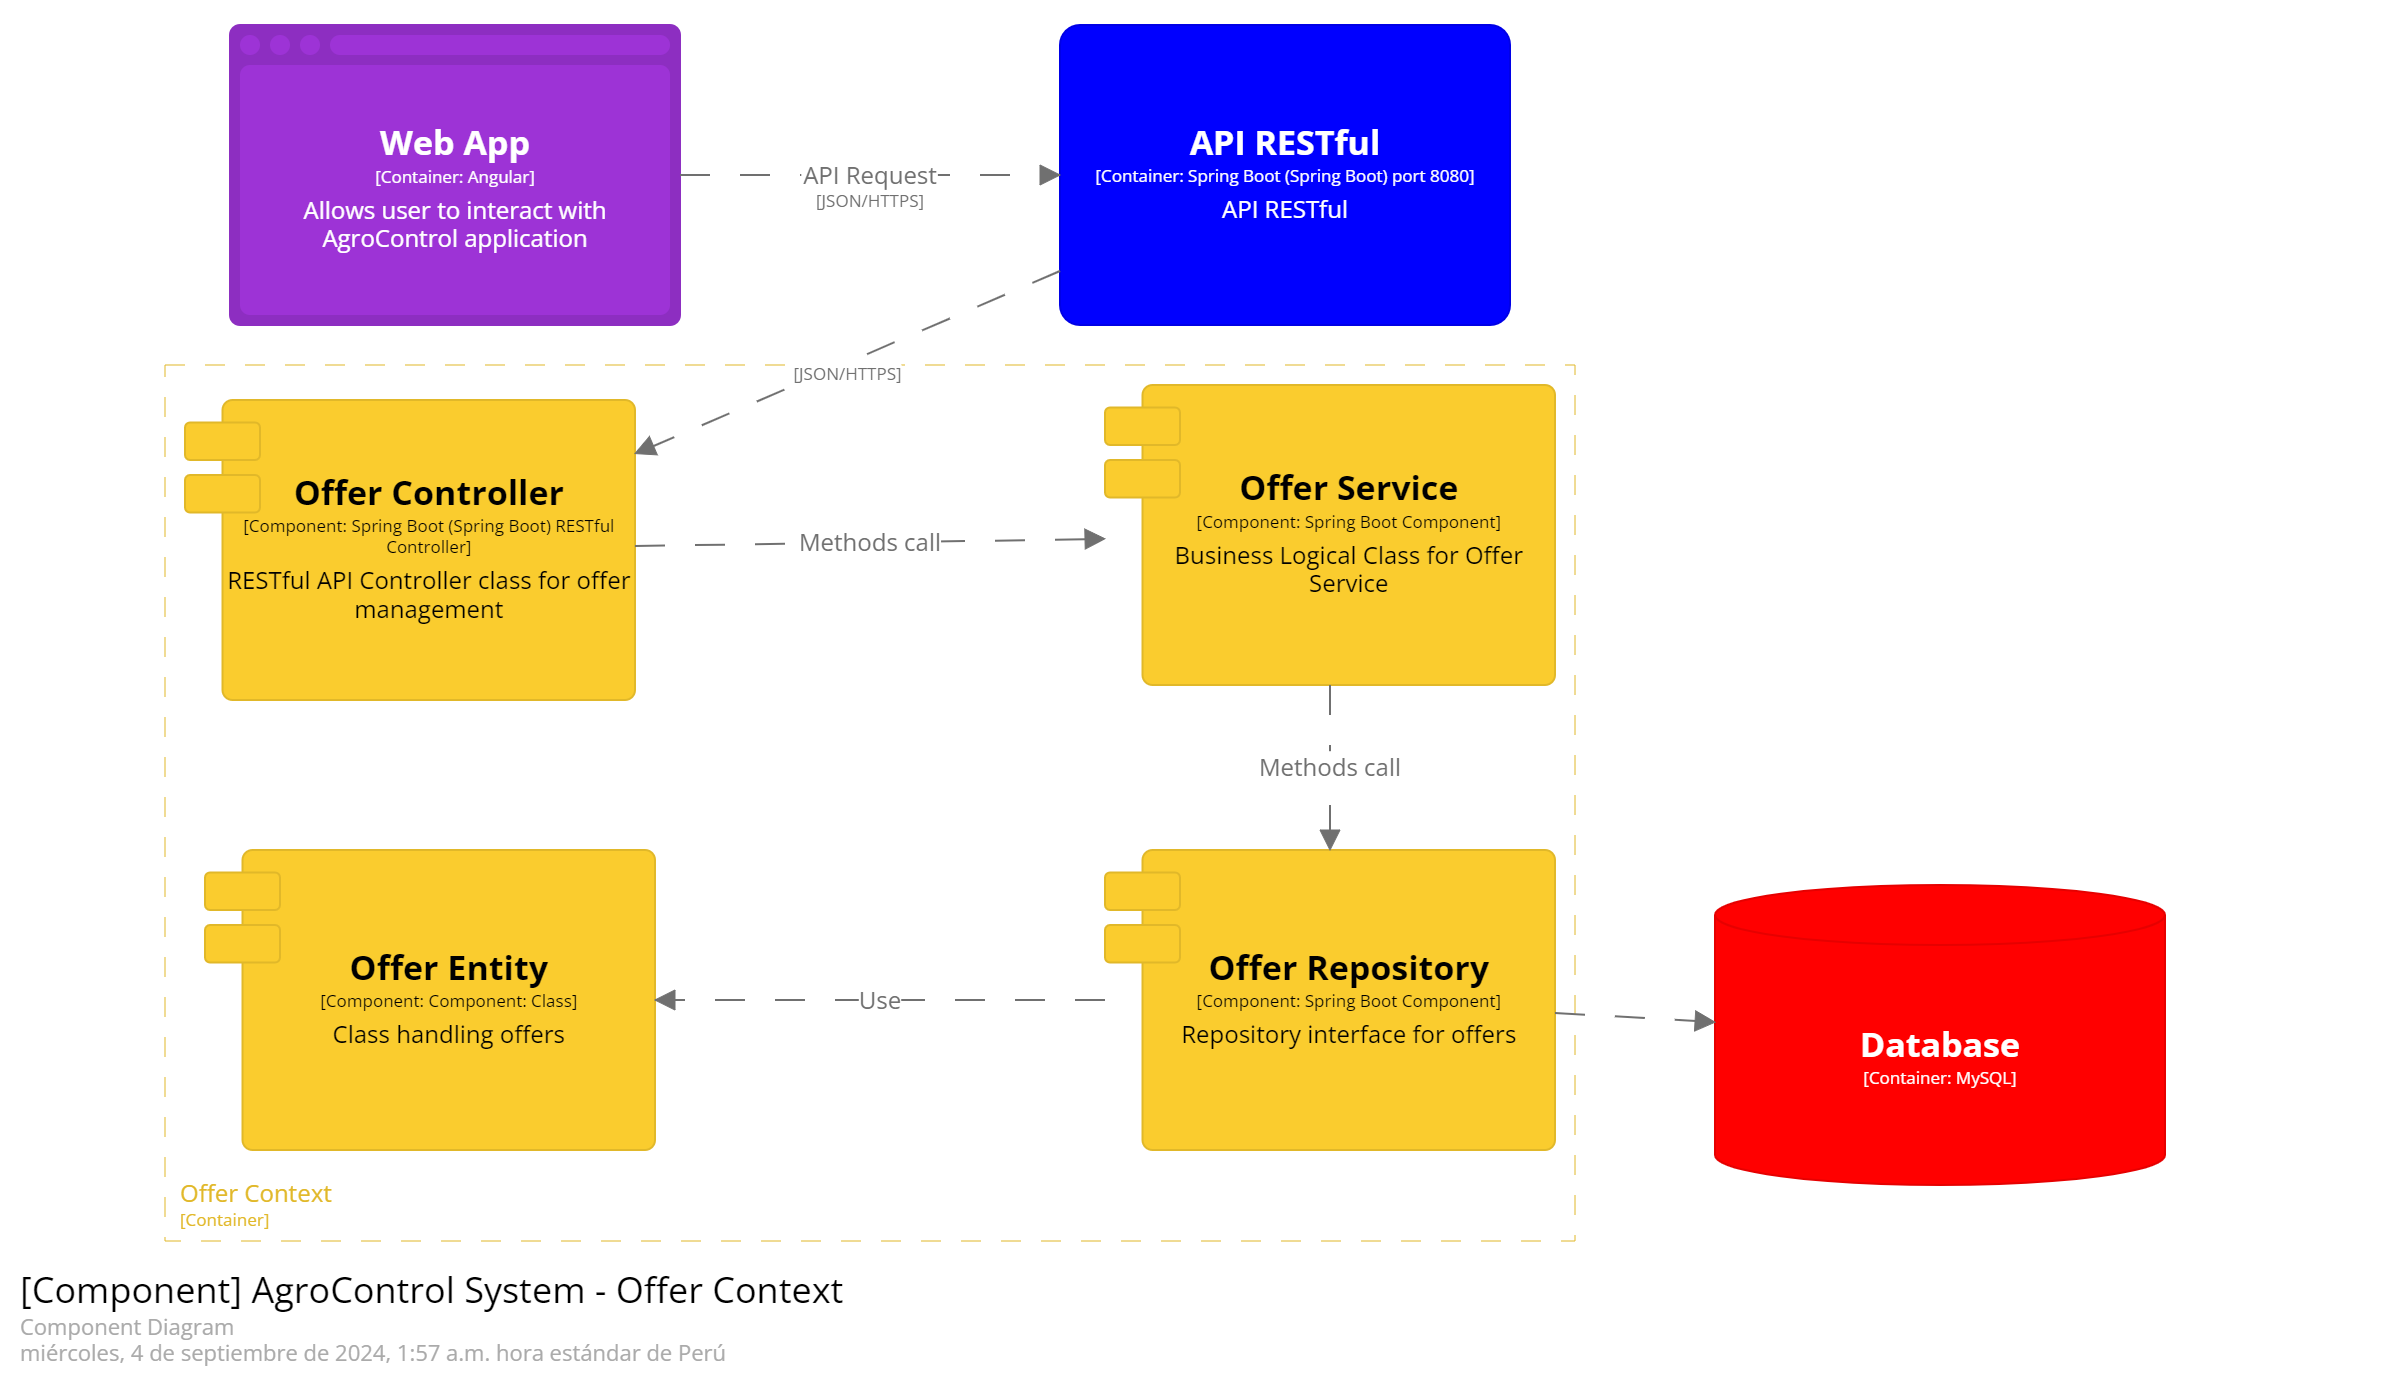 Web App
[Container: Angular]
Allows user to interact with
AgroControl application
API Request
[JSON/HTTPS]
API RESTful
[Container: Spring Boot (Spring Boot) port 8080]
API RESTful
[JSON/HTTPS]
Offer Controller
[Component: Spring Boot (Spring Boot) RESTful
Controller]
RESTful API Controller class for offer
management
Methods call
Offer Service
[Component: Spring Boot Component]
Business Logical Class for Offer
Service
Methods call
Offer Entity
[Component: Component: Class]
Class handling offers
Use
Offer Repository
[Component: Spring Boot Component]
Repository interface for offers
Database
[Container: MySQL]
Offer Context
[Container]
[Component] AgroControl System - Offer Context
Component Diagram
miércoles, 4 de septiembre de 2024, 1:57 a.m. hora estándar de Perú